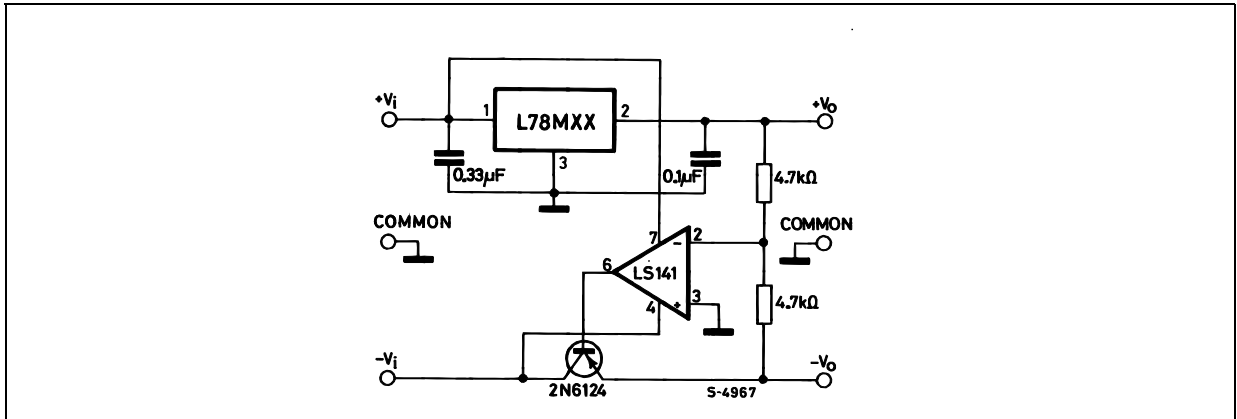 +Vi
1
L78MXX
2
+Vo
3
0.33µF
0.1µF
4.7kΩ
COMMON
COMMON
7
2
-
6
LS141
4
+
3
4.7kΩ
-Vi
-Vo
2N6124
S-4967